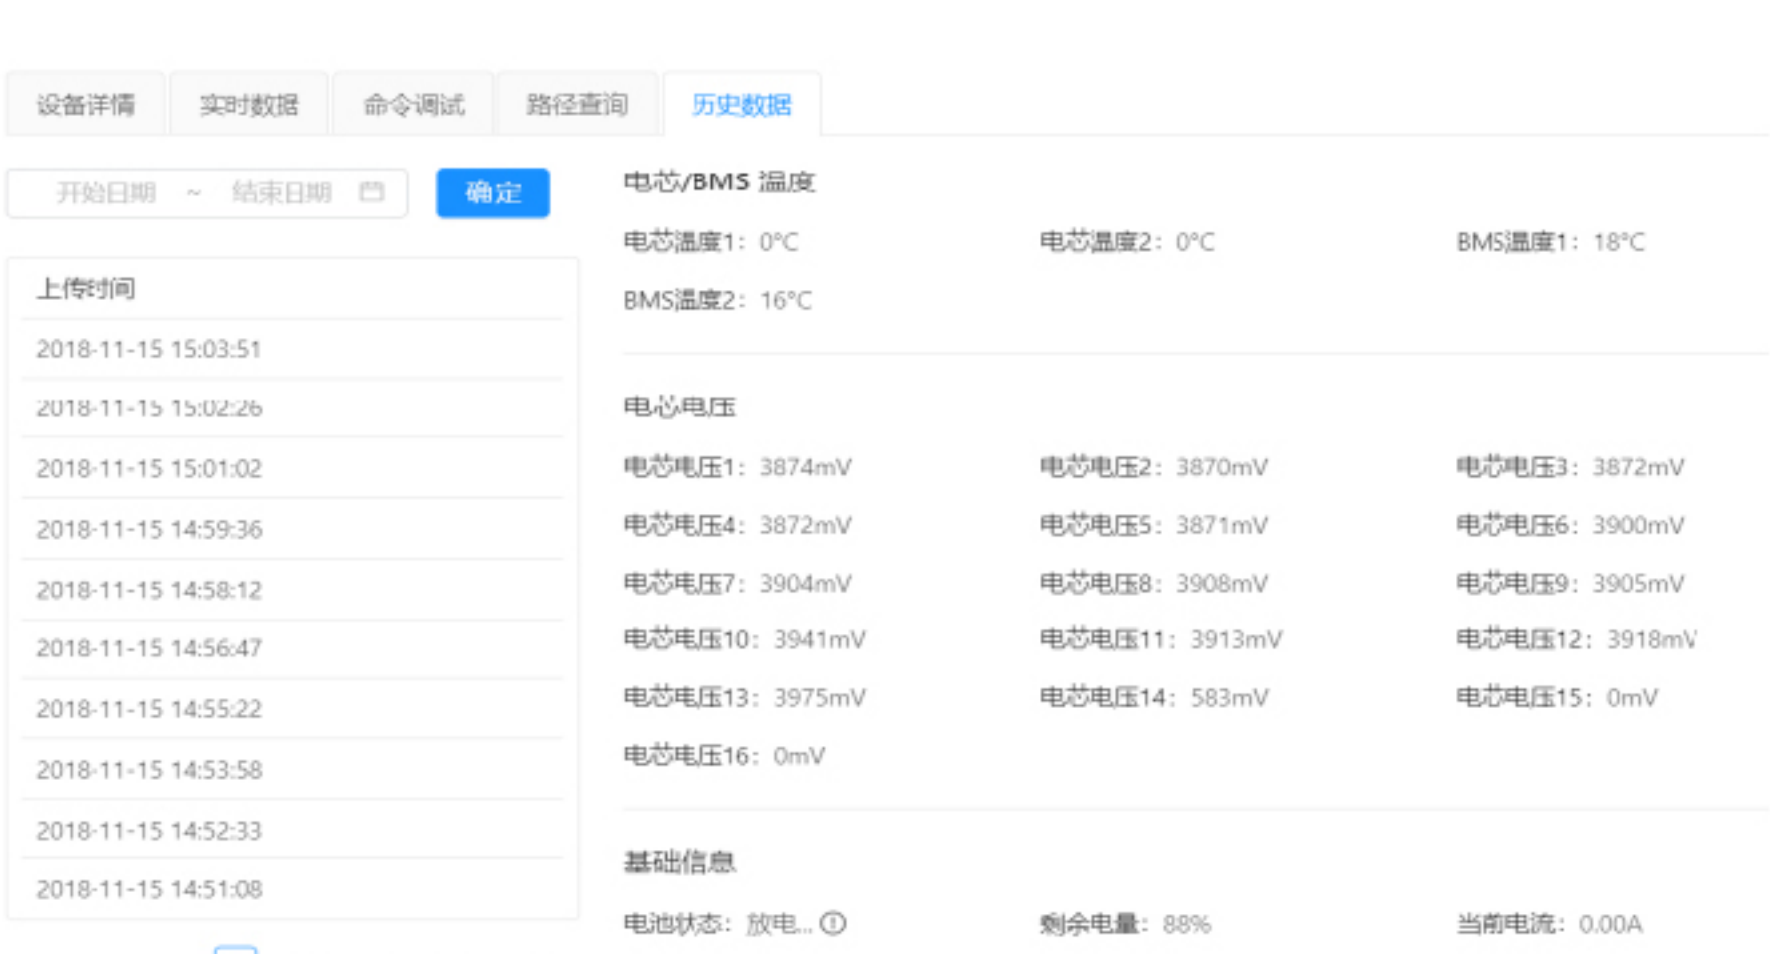 设备详情 实时数据 命令调试 路径查询 历史数据
开始日期 ~ 结束日期 确定
上传时间
2018-11-15 15:03:51
2018-11-15 15:02:26
2018-11-15 15:01:02
2018-11-15 14:59:36
2018-11-15 14:58:12
2018-11-15 14:56:47
2018-11-15 14:55:22
2018-11-15 14:53:58
2018-11-15 14:52:33
2018-11-15 14:51:08
电芯/BMS 温度
电芯温度1: 0°C 电芯温度2: 0°C BMS温度1: 18°C
BMS温度2: 16°C
电芯电压
电芯电压1: 3874mV 电芯电压2: 3870mV 电芯电压3: 3872mV
电芯电压4: 3872mV 电芯电压5: 3871mV 电芯电压6: 3900mV
电芯电压7: 3904mV 电芯电压8: 3908mV 电芯电压9: 3905mV
电芯电压10: 3941mV 电芯电压11: 3913mV 电芯电压12: 3918mV
电芯电压13: 3975mV 电芯电压14: 583mV 电芯电压15: 0mV
电芯电压16: 0mV
基础信息
电池状态: 放电... 剩余电量: 88% 当前电流: 0.00A